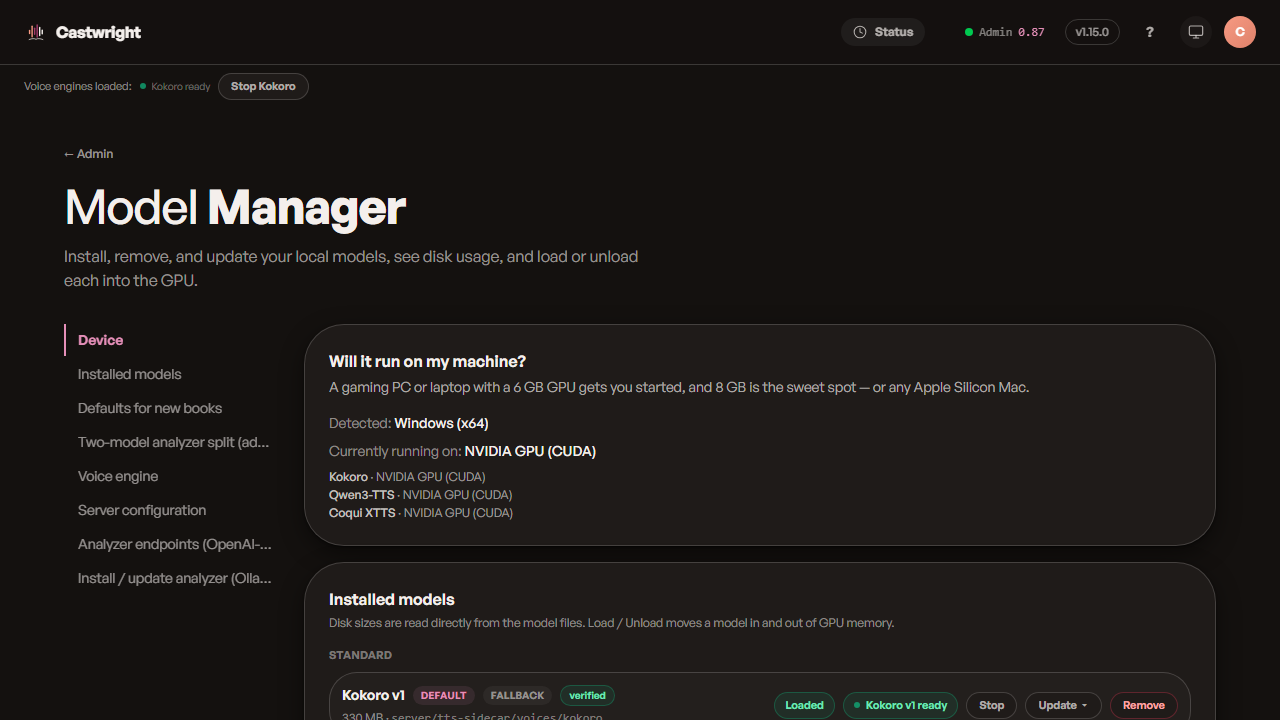 Castwright
Status
Admin 0.87
v1.15.0
?
C
Voice engines loaded: Kokoro ready
Stop Kokoro
← Admin
Model Manager
Install, remove, and update your local models, see disk usage, and load or unload
each into the GPU.
Device
Installed models
Defaults for new books
Two-model analyzer split (ad...
Voice engine
Server configuration
Analyzer endpoints (OpenAI-...
Install / update analyzer (Olla...
Will it run on my machine?
A gaming PC or laptop with a 6 GB GPU gets you started, and 8 GB is the sweet spot — or any Apple Silicon Mac.
Detected: Windows (x64)
Currently running on: NVIDIA GPU (CUDA)
Kokoro · NVIDIA GPU (CUDA)
Qwen3-TTS · NVIDIA GPU (CUDA)
Coqui XTTS · NVIDIA GPU (CUDA)
Installed models
Disk sizes are read directly from the model files. Load / Unload moves a model in and out of GPU memory.
STANDARD
Kokoro v1 DEFAULT FALLBACK verified
Loaded
Kokoro v1 ready
Stop
Update
Remove
330 MB · server/tts-sidecar/voices/kokoro